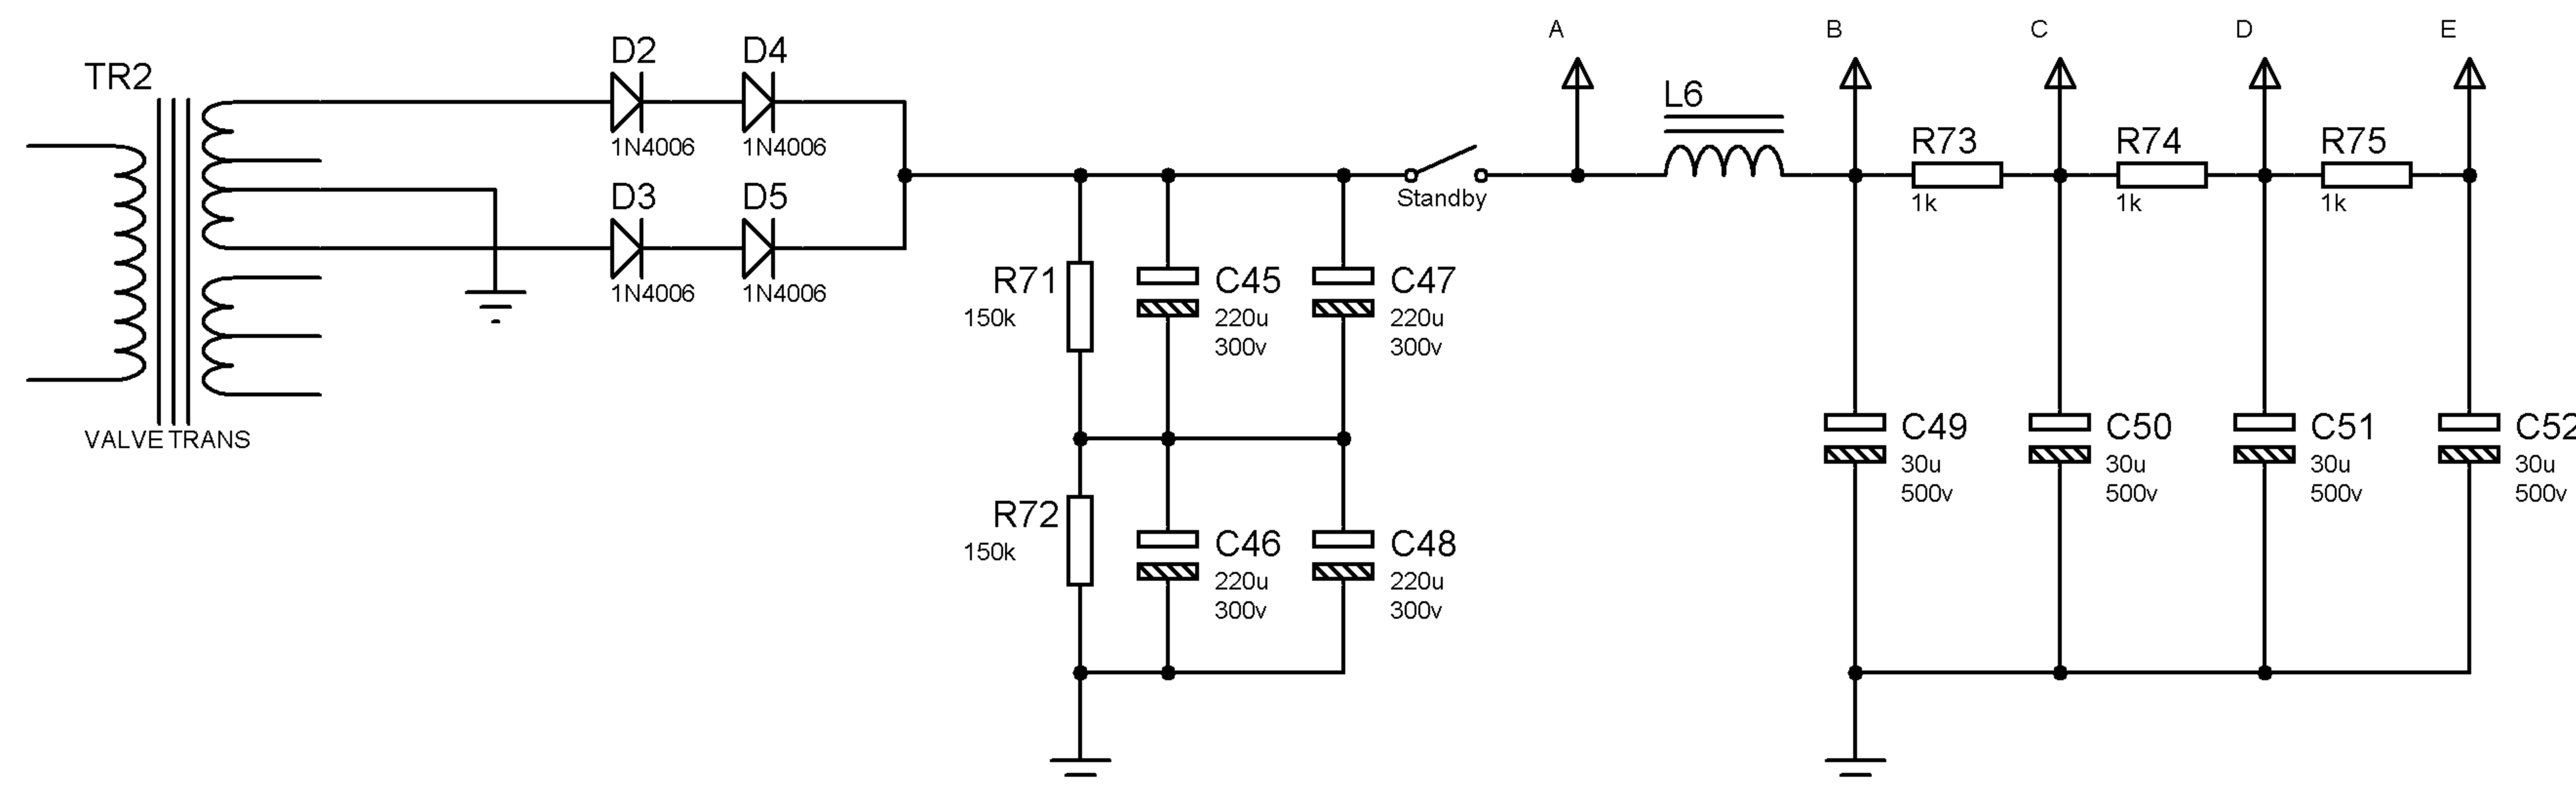 A
B
C
D
E
TR2
D2
D4
1N4006
1N4006
L6
R73
R74
R75
1k
1k
1k
D3
D5
1N4006
1N4006
Standby
R71
150k
C45
220u
300v
C47
220u
300v
VALVE TRANS
C49
30u
500v
C50
30u
500v
C51
30u
500v
C52
30u
500v
R72
150k
C46
220u
300v
C48
220u
300v